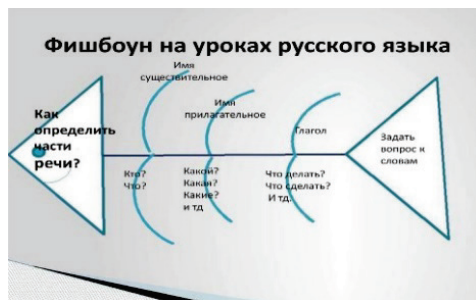 Фишбоун на уроках русского языка
Как
определить
части
речи?
Имя
существительное
Имя
прилагательное
Глагол
Кто?
Что?
Какой?
Какая?
Какие?
и тд
Что делать?
Что сделать?
И тд.
Задать
вопрос к
словам